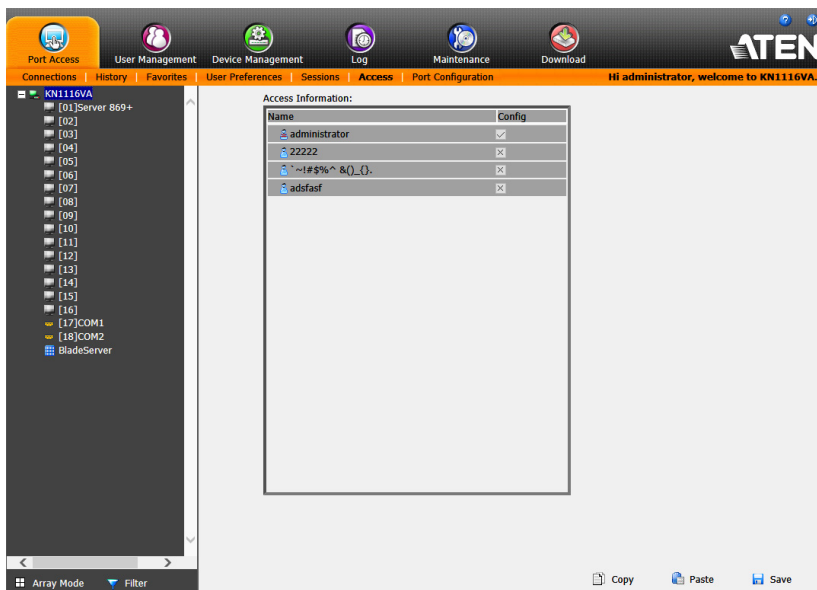 Port Access User Management Device Management Log Maintenance Download ATEN
Connections History Favorites User Preferences Sessions Access Port Configuration Hi administrator, welcome to KN1116VA.
KN1116VA
[01]Server 869+
[02]
[03]
[04]
[05]
[06]
[07]
[08]
[09]
[10]
[11]
[12]
[13]
[14]
[15]
[16]
[17]COM1
[18]COM2
BladeServer
Access Information:
Name Config
administrator
22222
`~!#$%^ &()_{}.
adsfasf
Array Mode Filter
Copy Paste Save